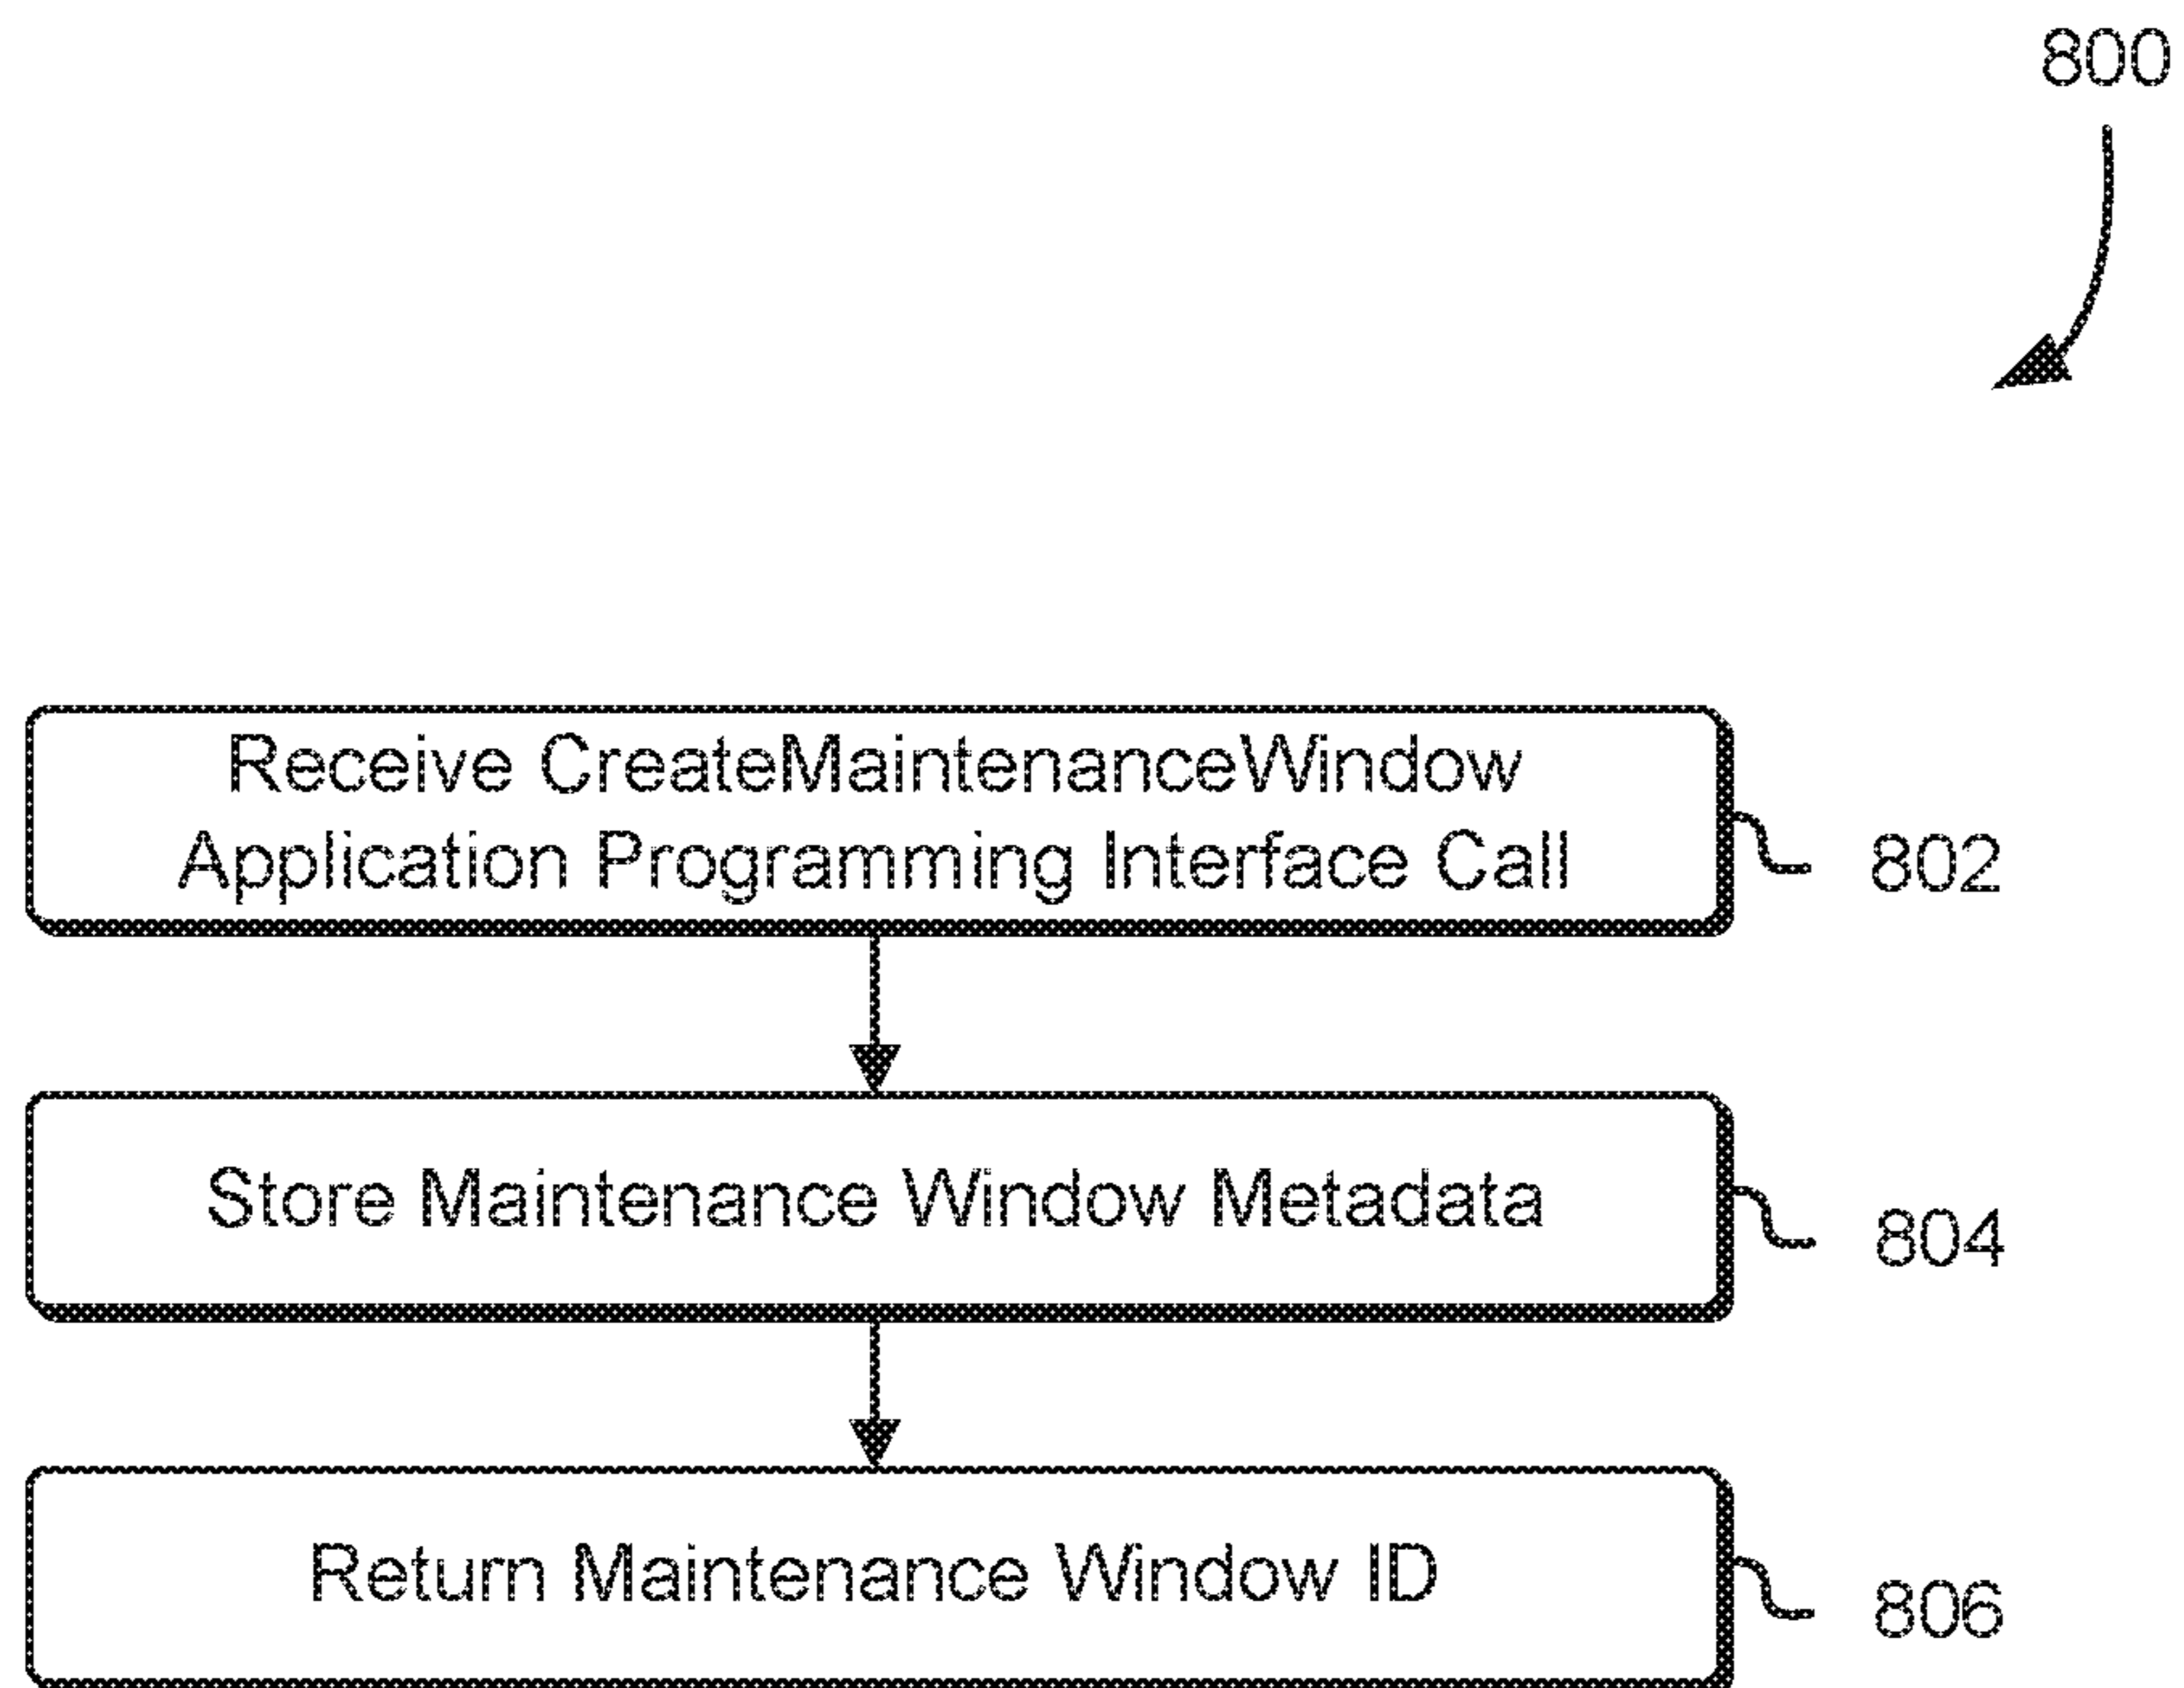 800
Receive CreateMaintenanceWindow
Application Programming Interface Call
802
Store Maintenance Window Metadata
804
Return Maintenance Window ID
806